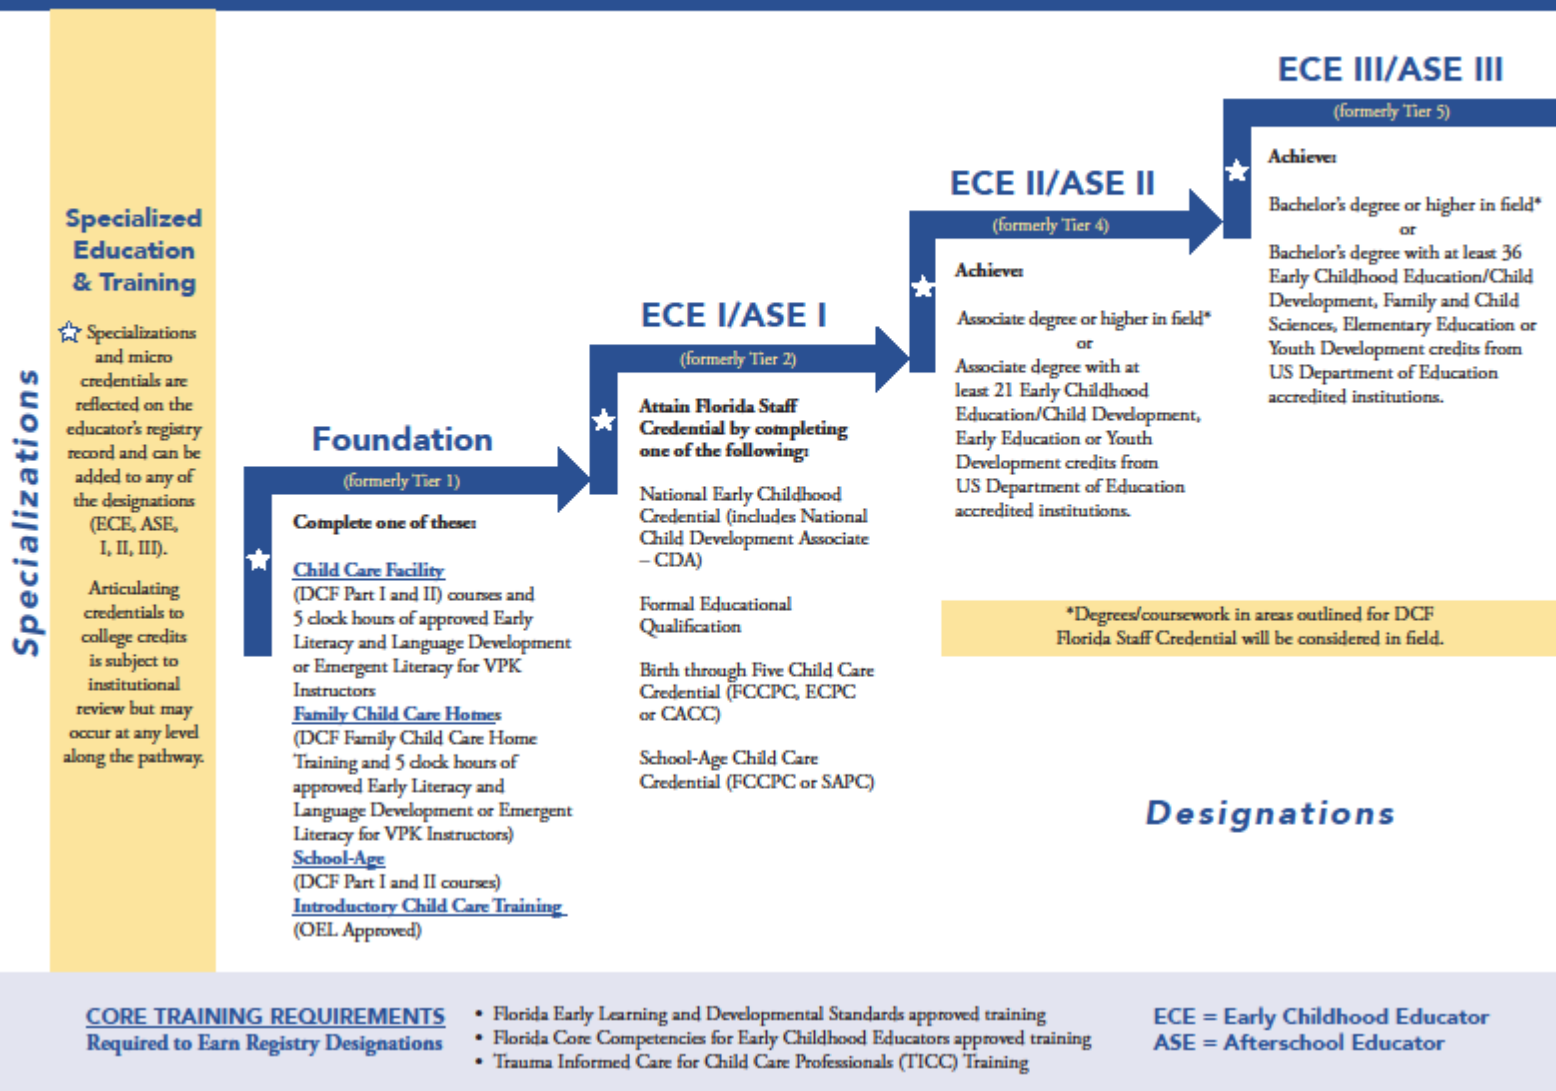 Specializations
Specialized
Education
& Training
Specializations
and micro
credentials are
reflected on the
educator's registry
record and can be
added to any of
the designations
(ECE, ASE,
I, II, III).
Articulating
credentials to
college credits
is subject to
institutional
review but may
occur at any level
along the pathway.
Foundation
(formerly Tier 1)
Complete one of these:
Child Care Facility
(DCF Part I and II) courses and
5 clock hours of approved Early
Literacy and Language Development
or Emergent Literacy for VPK
Instructors
Family Child Care Homes
(DCF Family Child Care Home
Training and 5 clock hours of
approved Early Literacy and
Language Development or Emergent
Literacy for VPK Instructors)
School-Age
(DCF Part I and II courses)
Introductory Child Care Training
(OEL Approved)
ECE I/ASE I
(formerly Tier 2)
Attain Florida Staff
Credential by completing
one of the following:
National Early Childhood
Credential (includes National
Child Development Associate
– CDA)
Formal Educational
Qualification
Birth through Five Child Care
Credential (FCCPC, ECPC
or CACC)
School-Age Child Care
Credential (FCCPC or SAPC)
ECE II/ASE II
(formerly Tier 4)
Achieve:
Associate degree or higher in field*
or
Associate degree with at
least 21 Early Childhood
Education/Child Development,
Early Education or Youth
Development credits from
US Department of Education
accredited institutions.
ECE III/ASE III
(formerly Tier 5)
Achieve:
Bachelor's degree or higher in field*
or
Bachelor's degree with at least 36
Early Childhood Education/Child
Development, Family and Child
Sciences, Elementary Education or
Youth Development credits from
US Department of Education
accredited institutions.
*Degrees/coursework in areas outlined for DCF
Florida Staff Credential will be considered in field.
Designations
CORE TRAINING REQUIREMENTS
Required to Earn Registry Designations
• Florida Early Learning and Developmental Standards approved training
• Florida Core Competencies for Early Childhood Educators approved training
• Trauma Informed Care for Child Care Professionals (TICC) Training
ECE = Early Childhood Educator
ASE = Afterschool Educator